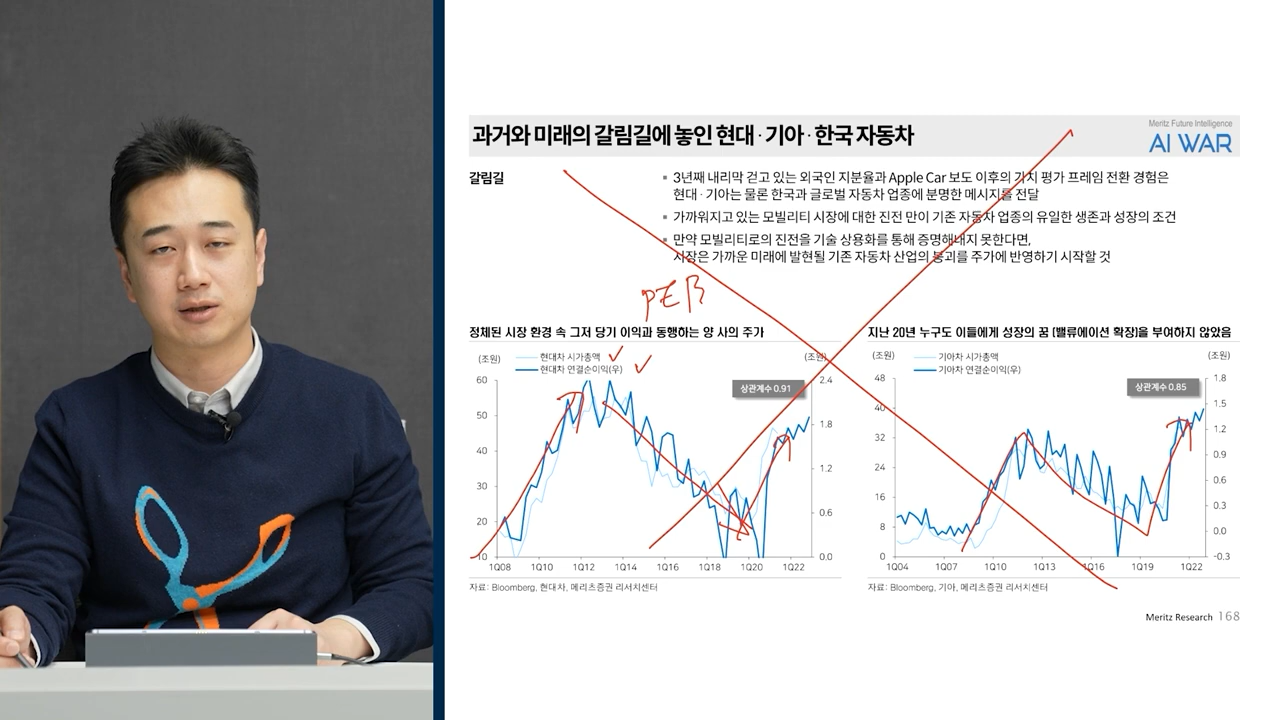 과거와 미래의 갈림길에 놓인 현대·기아·한국 자동차
Meritz Future Intelligence
AI WAR
갈림길
▪ 3년째 내리막 걷고 있는 외국인 지분율과 Apple Car 보도 이후의 가치 평가 프레임 전환 경험은
현대·기아는 물론 한국과 글로벌 자동차 업종에 분명한 메시지를 전달
▪ 가까워지고 있는 모빌리티 시장에 대한 진전 만이 기존 자동차 업종의 유일한 생존과 성장의 조건
▪ 만약 모빌리티로의 진전을 기술 상용화를 통해 증명해내지 못한다면,
시장은 가까운 미래에 발현될 기존 자동차 산업의 붕괴를 주가에 반영하기 시작할 것
PER
정체된 시장 환경 속 그저 당기 이익과 동행하는 양 사의 주가
(조원)
현대차 시가총액
현대차 연결순이익(우)
(조원)
상관계수 0.91
60
50
40
30
20
10
2.4
1.8
1.2
0.6
0.0
1Q08 1Q10 1Q12 1Q14 1Q16 1Q18 1Q20 1Q22
자료: Bloomberg, 현대차, 메리츠증권 리서치센터
지난 20년 누구도 이들에게 성장의 꿈 (밸류에이션 확장)을 부여하지 않았음
(조원)
기아차 시가총액
기아차 연결순이익(우)
(조원)
상관계수 0.85
48
40
32
24
16
8
0
1.8
1.5
1.2
0.9
0.6
0.3
0.0
-0.3
1Q04 1Q07 1Q10 1Q13 1Q16 1Q19 1Q22
자료: Bloomberg, 기아, 메리츠증권 리서치센터
Meritz Research 168